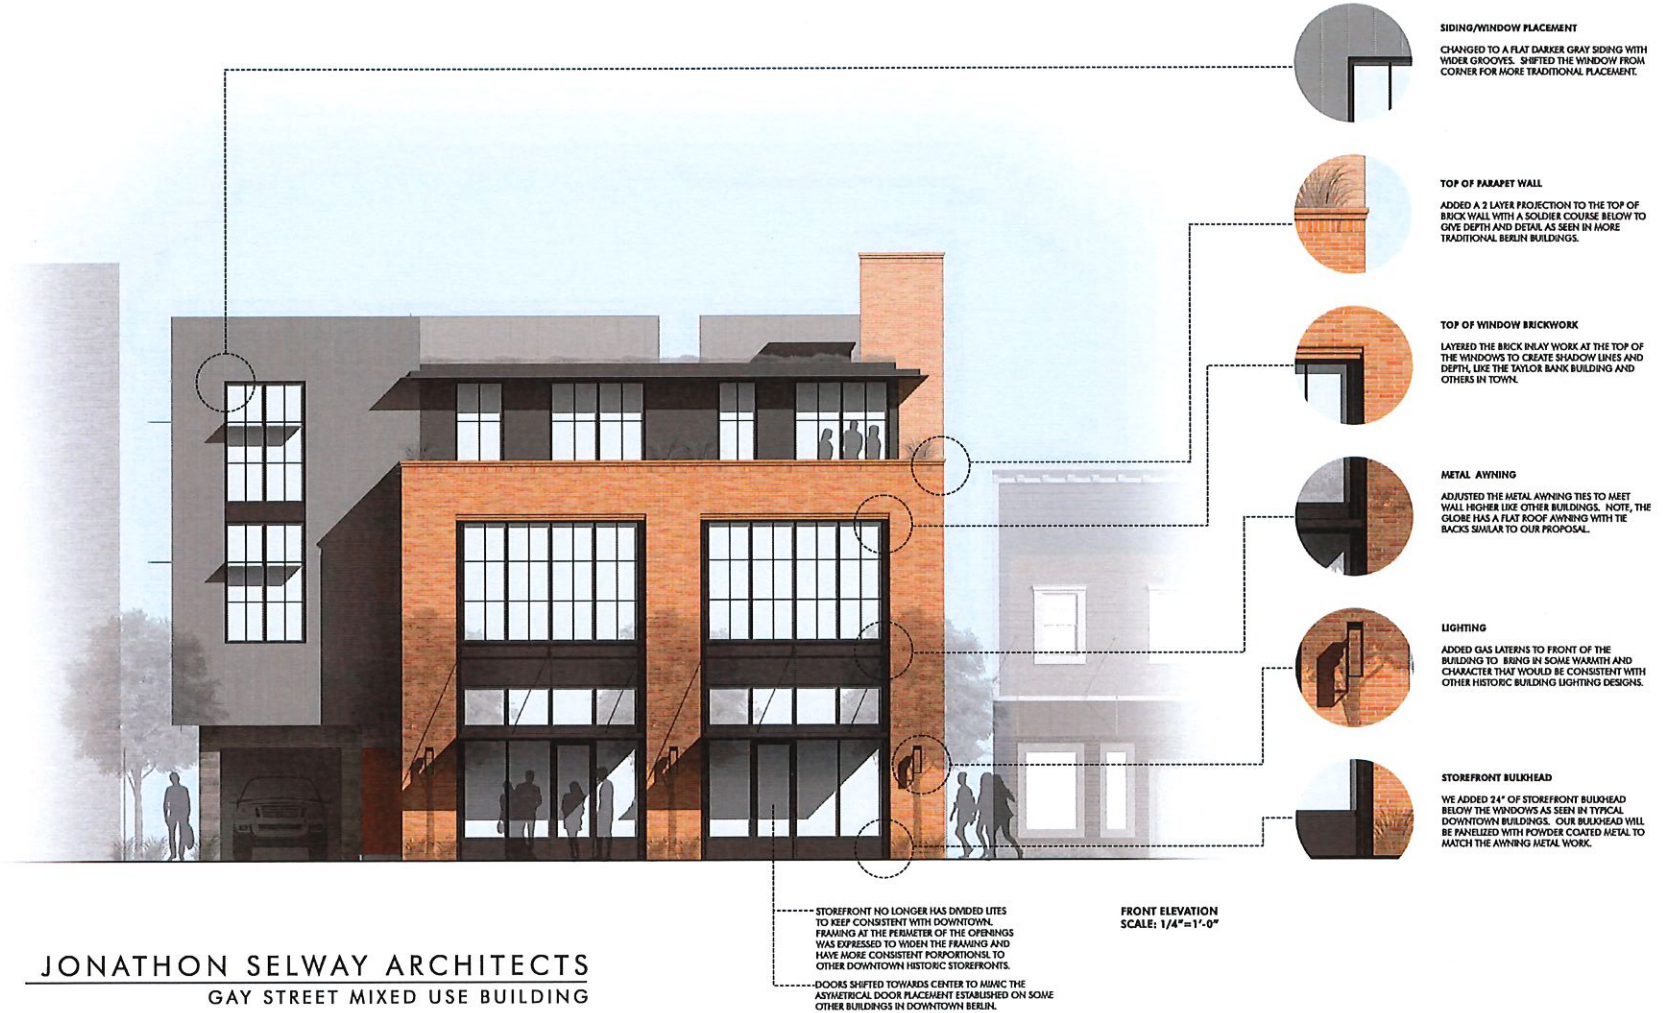 SIDING/WINDOW PLACEMENT
CHANGED TO A FLAT DARKER GRAY SIDING WITH
WIDER GROOVES. SHIFTED THE WINDOW FROM
CORNER FOR MORE TRADITIONAL PLACEMENT.
TOP OF PARAPET WALL
ADDED A 2 LAYER PROJECTION TO THE TOP OF
BRICK WALL WITH A SOLDIER COURSE BELOW TO
GIVE DEPTH AND DETAIL AS SEEN IN MORE
TRADITIONAL BERLIN BUILDINGS.
TOP OF WINDOW BRICKWORK
LAYERED THE BRICK INLAY WORK AT THE TOP OF
THE WINDOWS TO CREATE SHADOW LINES AND
DEPTH, LIKE THE TAYLOR BANK BUILDING AND
OTHERS IN TOWN.
METAL AWNING
ADJUSTED THE METAL AWNING TIES TO MEET
WALL HIGHER LIKE OTHER BUILDINGS. NOTE, THE
GLOBE HAS A FLAT ROOF AWNING WITH TIE
BACKS SIMILAR TO OUR PROPOSAL.
LIGHTING
ADDED GAS LATERNS TO FRONT OF THE
BUILDING TO BRING IN SOME WARMTH AND
CHARACTER THAT WOULD BE CONSISTENT WITH
OTHER HISTORIC BUILDING LIGHTING DESIGNS.
STOREFRONT BULKHEAD
WE ADDED 24" OF STOREFRONT BULKHEAD
BELOW THE WINDOWS AS SEEN IN TYPICAL
DOWNTOWN BUILDINGS. OUR BULKHEAD WILL
BE PANELIZED WITH POWDER COATED METAL TO
MATCH THE AWNING METAL WORK.
STOREFRONT NO LONGER HAS DIVIDED LITES
TO KEEP CONSISTENT WITH DOWNTOWN.
FRAMING AT THE PERIMETER OF THE OPENINGS
WAS EXPRESSED TO WIDEN THE FRAMING AND
HAVE MORE CONSISTENT PORPORTIONSL TO
OTHER DOWNTOWN HISTORIC STOREFRONTS.
DOORS SHIFTED TOWARDS CENTER TO MIMIC THE
ASYMETRICAL DOOR PLACEMENT ESTABLISHED ON SOME
OTHER BUILDINGS IN DOWNTOWN BERLIN.
FRONT ELEVATION
SCALE: 1/4"=1'-0"
JONATHON SELWAY ARCHITECTS
GAY STREET MIXED USE BUILDING